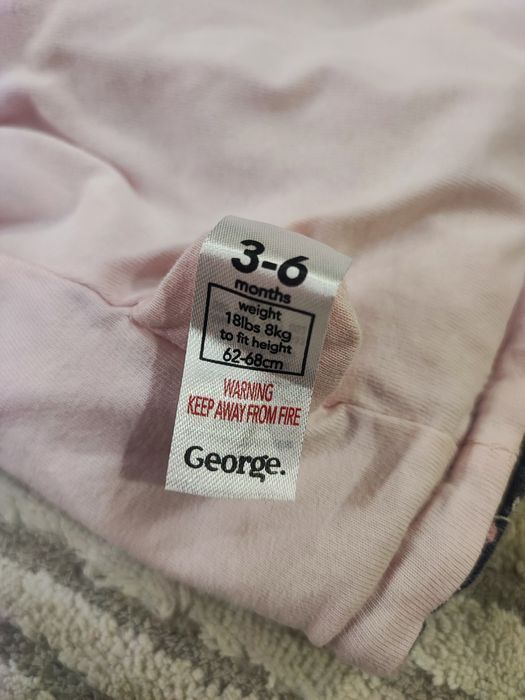 3-6
months
weight
18lbs 8kg
to fit height
62-68cm
WARNING
KEEP AWAY FROM FIRE
George.